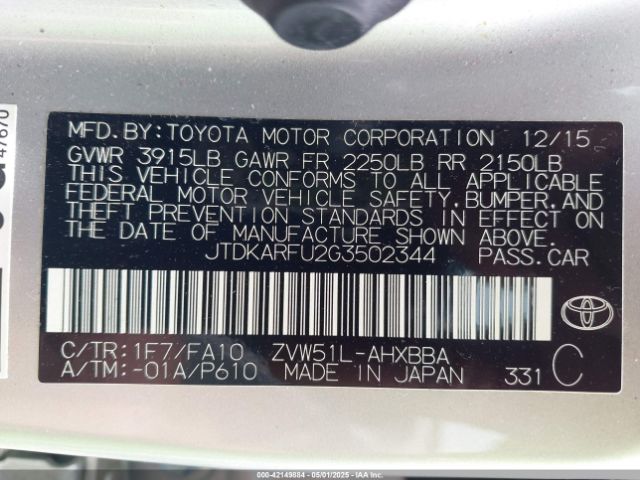 47670
MFD. BY: TOYOTA MOTOR CORPORATION 12/15
GVWR 3915LB GAWR FR 2250LB RR 2150LB
THIS VEHICLE CONFORMS TO ALL APPLICABLE
FEDERAL MOTOR VEHICLE SAFETY, BUMPER, AND
THEFT PREVENTION STANDARDS IN EFFECT ON
THE DATE OF MANUFACTURE SHOWN ABOVE.
JTDKARFU2G3502344 PASS. CAR
C/TR: 1F7/FA10 ZVW51L-AHXBBA
A/TM: -01A/P610 MADE IN JAPAN 331 C
TOYOTA
000-42149884 - 05/01/2025 - IAA Inc.